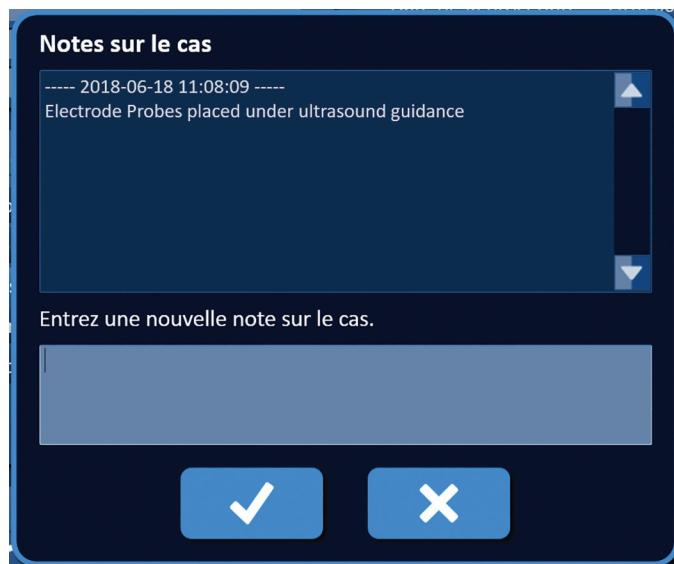 Notes sur le cas
----- 2018-06-18 11:08:09 -----
Electrode Probes placed under ultrasound guidance
Entrez une nouvelle note sur le cas.